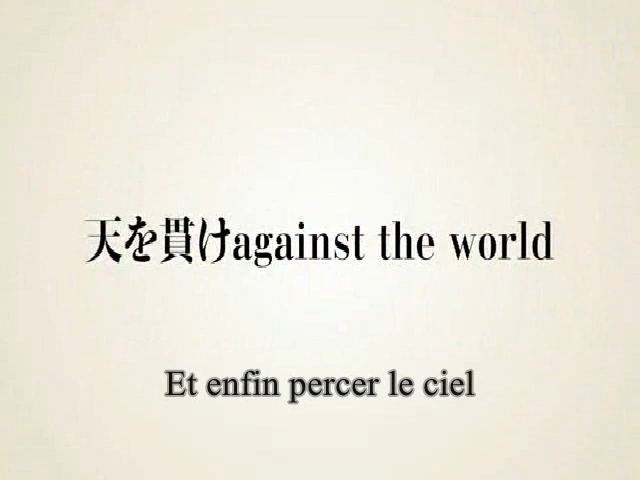 天を貫けagainst the world
Et enfin percer le ciel